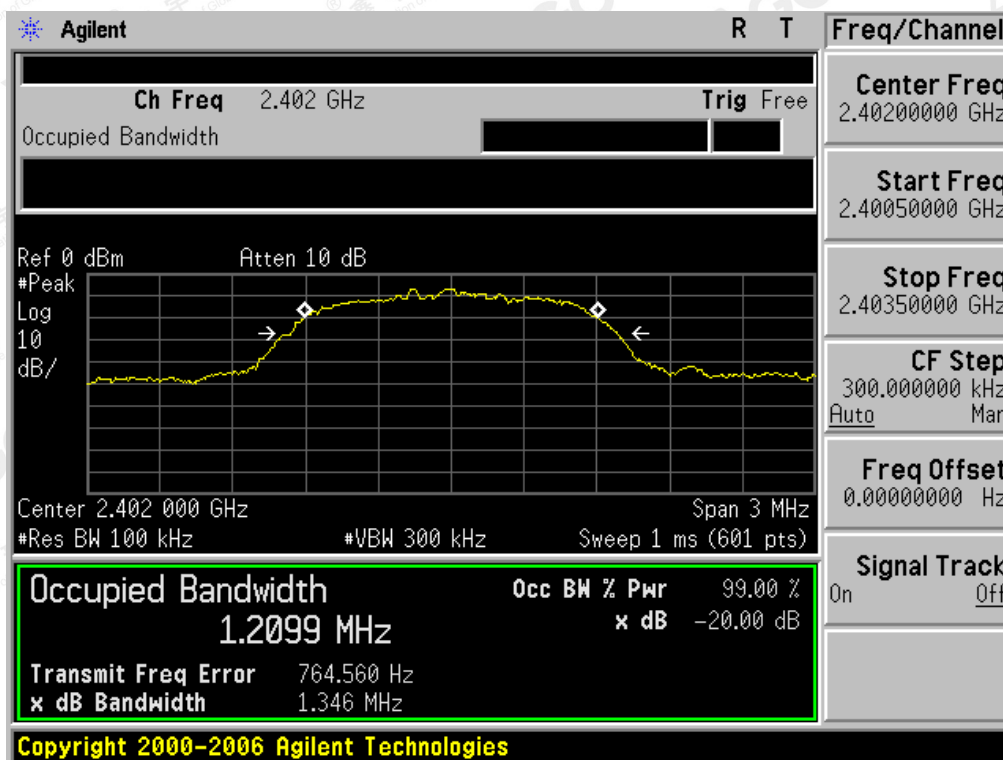 Agilent R T Freq/Channel
Ch Freq 2.402 GHz Trig Free
Occupied Bandwidth
Center Freq
2.40200000 GHz
Start Freq
2.40050000 GHz
Stop Freq
2.40350000 GHz
CF Step
300.000000 kHz
Auto Man
Freq Offset
0.00000000 Hz
Signal Track
On Off
Ref 0 dBm Atten 10 dB
#Peak
Log
10
dB/
Center 2.402 000 GHz Span 3 MHz
#Res BW 100 kHz #VBW 300 kHz Sweep 1 ms (601 pts)
Occupied Bandwidth Occ BW % Pwr 99.00 %
1.2099 MHz x dB -20.00 dB
Transmit Freq Error 764.560 Hz
x dB Bandwidth 1.346 MHz
Copyright 2000-2006 Agilent Technologies